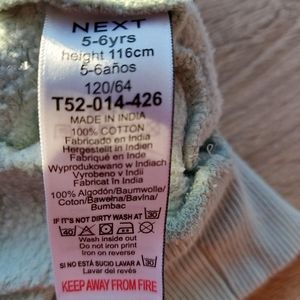 NEXT
5-6yrs
height 116cm
5-6años
120/64
T52-014-426
MADE IN INDIA
100% COTTON
Fabricado en India
Hergestellt in Indien
Fabriqué en Inde
Wyprodukowano w Indiach
Vyrobeno v Indii
Fabricat în India
100% Algodón/Baumwolle/
Coton/Bawełna/Bavlna/
Bumbac
IF IT'S NOT DIRTY WASH AT 30
40
Wash inside out
Do not iron print
Iron on reverse
SI NO ESTÁ SUCIO LAVAR A 30
Lavar del revés
KEEP AWAY FROM FIRE